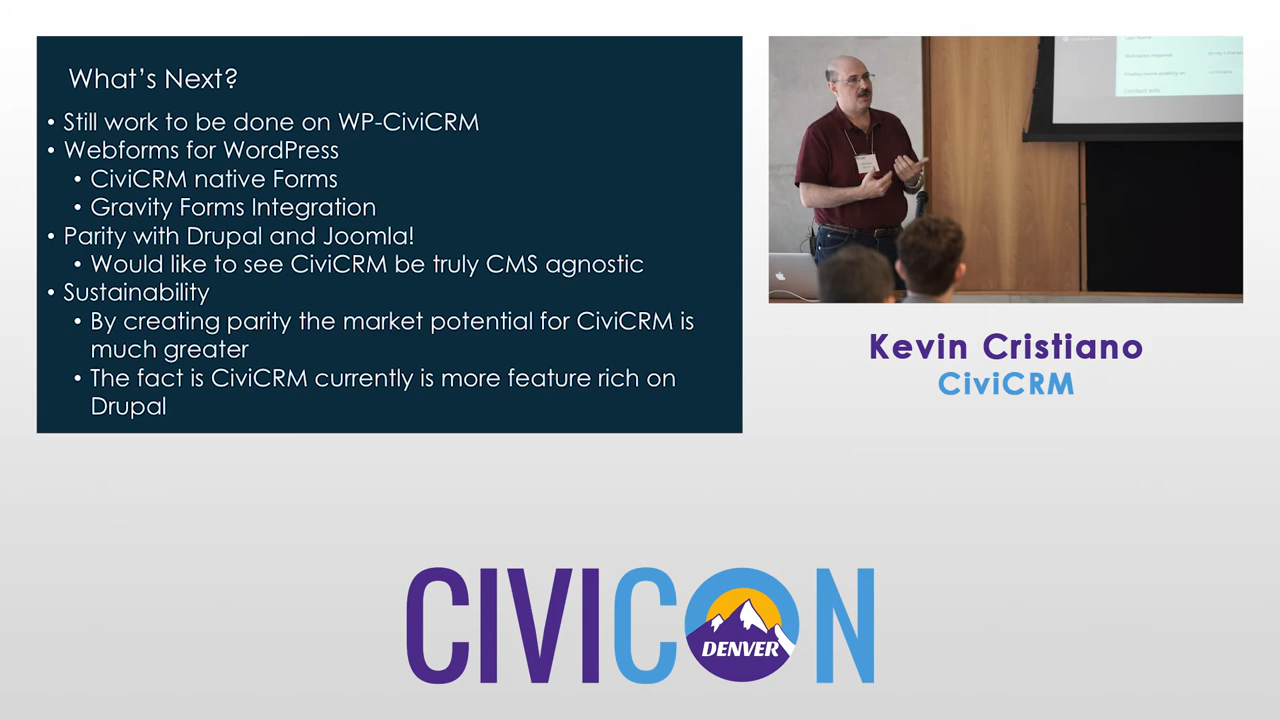 What's Next?
• Still work to be done on WP-CiviCRM
• Webforms for WordPress
• CiviCRM native Forms
• Gravity Forms Integration
• Parity with Drupal and Joomla!
• Would like to see CiviCRM be truly CMS agnostic
• Sustainability
• By creating parity the market potential for CiviCRM is
much greater
• The fact is CiviCRM currently is more feature rich on
Drupal
Contact Info
Kevin Cristiano
CiviCRM
CIVICON
DENVER